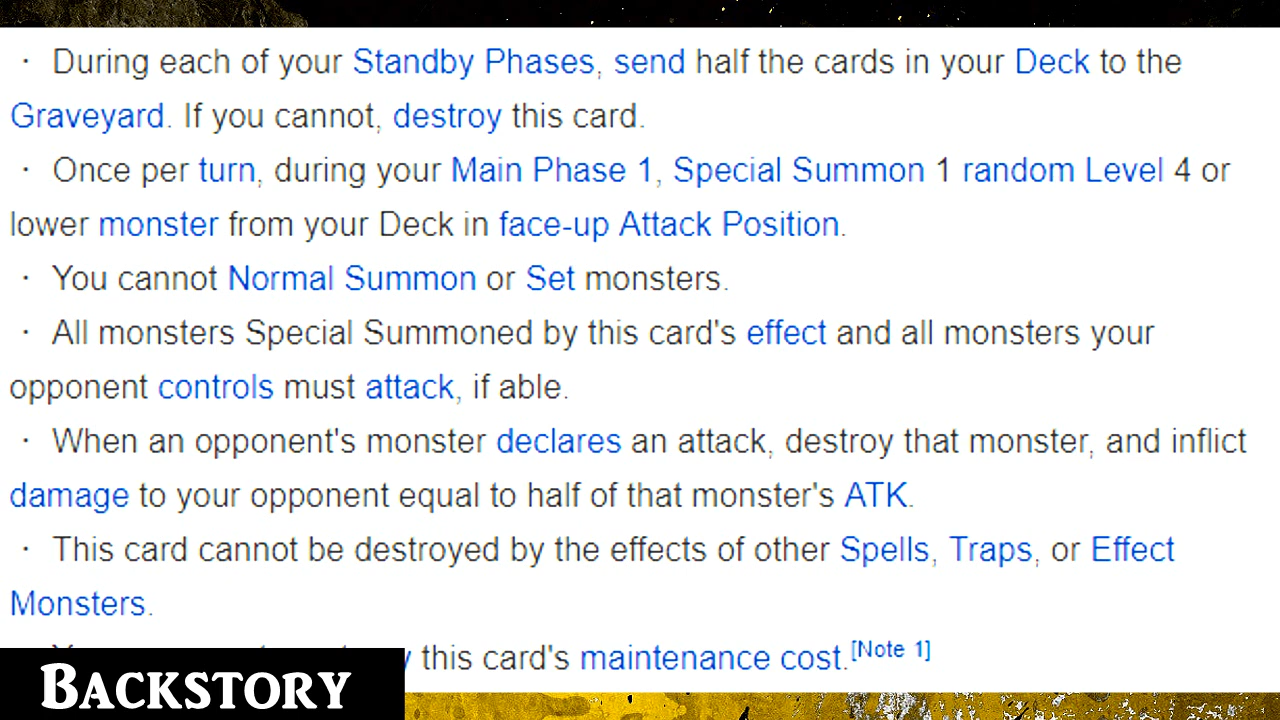 · During each of your Standby Phases, send half the cards in your Deck to the
Graveyard. If you cannot, destroy this card.
· Once per turn, during your Main Phase 1, Special Summon 1 random Level 4 or
lower monster from your Deck in face-up Attack Position.
· You cannot Normal Summon or Set monsters.
· All monsters Special Summoned by this card's effect and all monsters your
opponent controls must attack, if able.
· When an opponent's monster declares an attack, destroy that monster, and inflict
damage to your opponent equal to half of that monster's ATK.
· This card cannot be destroyed by the effects of other Spells, Traps, or Effect
Monsters.
this card's maintenance cost.[Note 1]
BACKSTORY